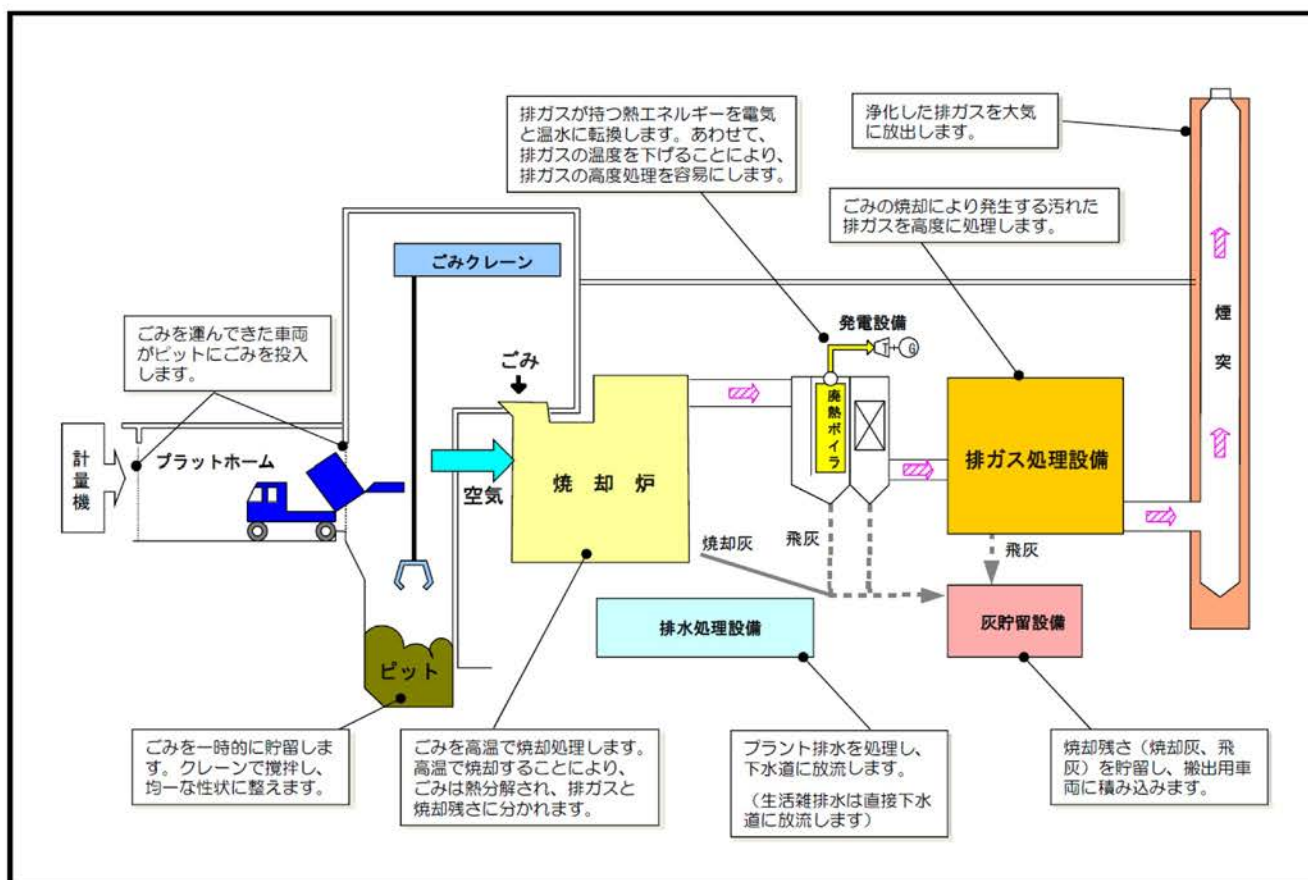 排ガスが持つ熱エネルギーを電気
と温水に転換します。あわせて、
排ガスの温度を下げることにより、
排ガスの高度処理を容易にします。
浄化した排ガスを大気
に放出します。
ごみの焼却により発生する汚れた
排ガスを高度に処理します。
ごみクレーン
ごみを運んできた車両
がピットにごみを投入
します。
発電設備
T
G
煙突
ごみ
廃熱ボイラ
計量機
プラットホーム
空気
焼却炉
排ガス処理設備
焼却灰
飛灰
飛灰
排水処理設備
灰貯留設備
ピット
ごみを一時的に貯留しま
す。クレーンで攪拌し、
均一な性状に整えます。
ごみを高温で焼却処理します。
高温で焼却することにより、
ごみは熱分解され、排ガスと
焼却残さに分かれます。
プラント排水を処理し、
下水道に放流します。
（生活雑排水は直接下水
道に放流します）
焼却残さ（焼却灰、飛
灰）を貯留し、搬出用車
両に積み込みます。